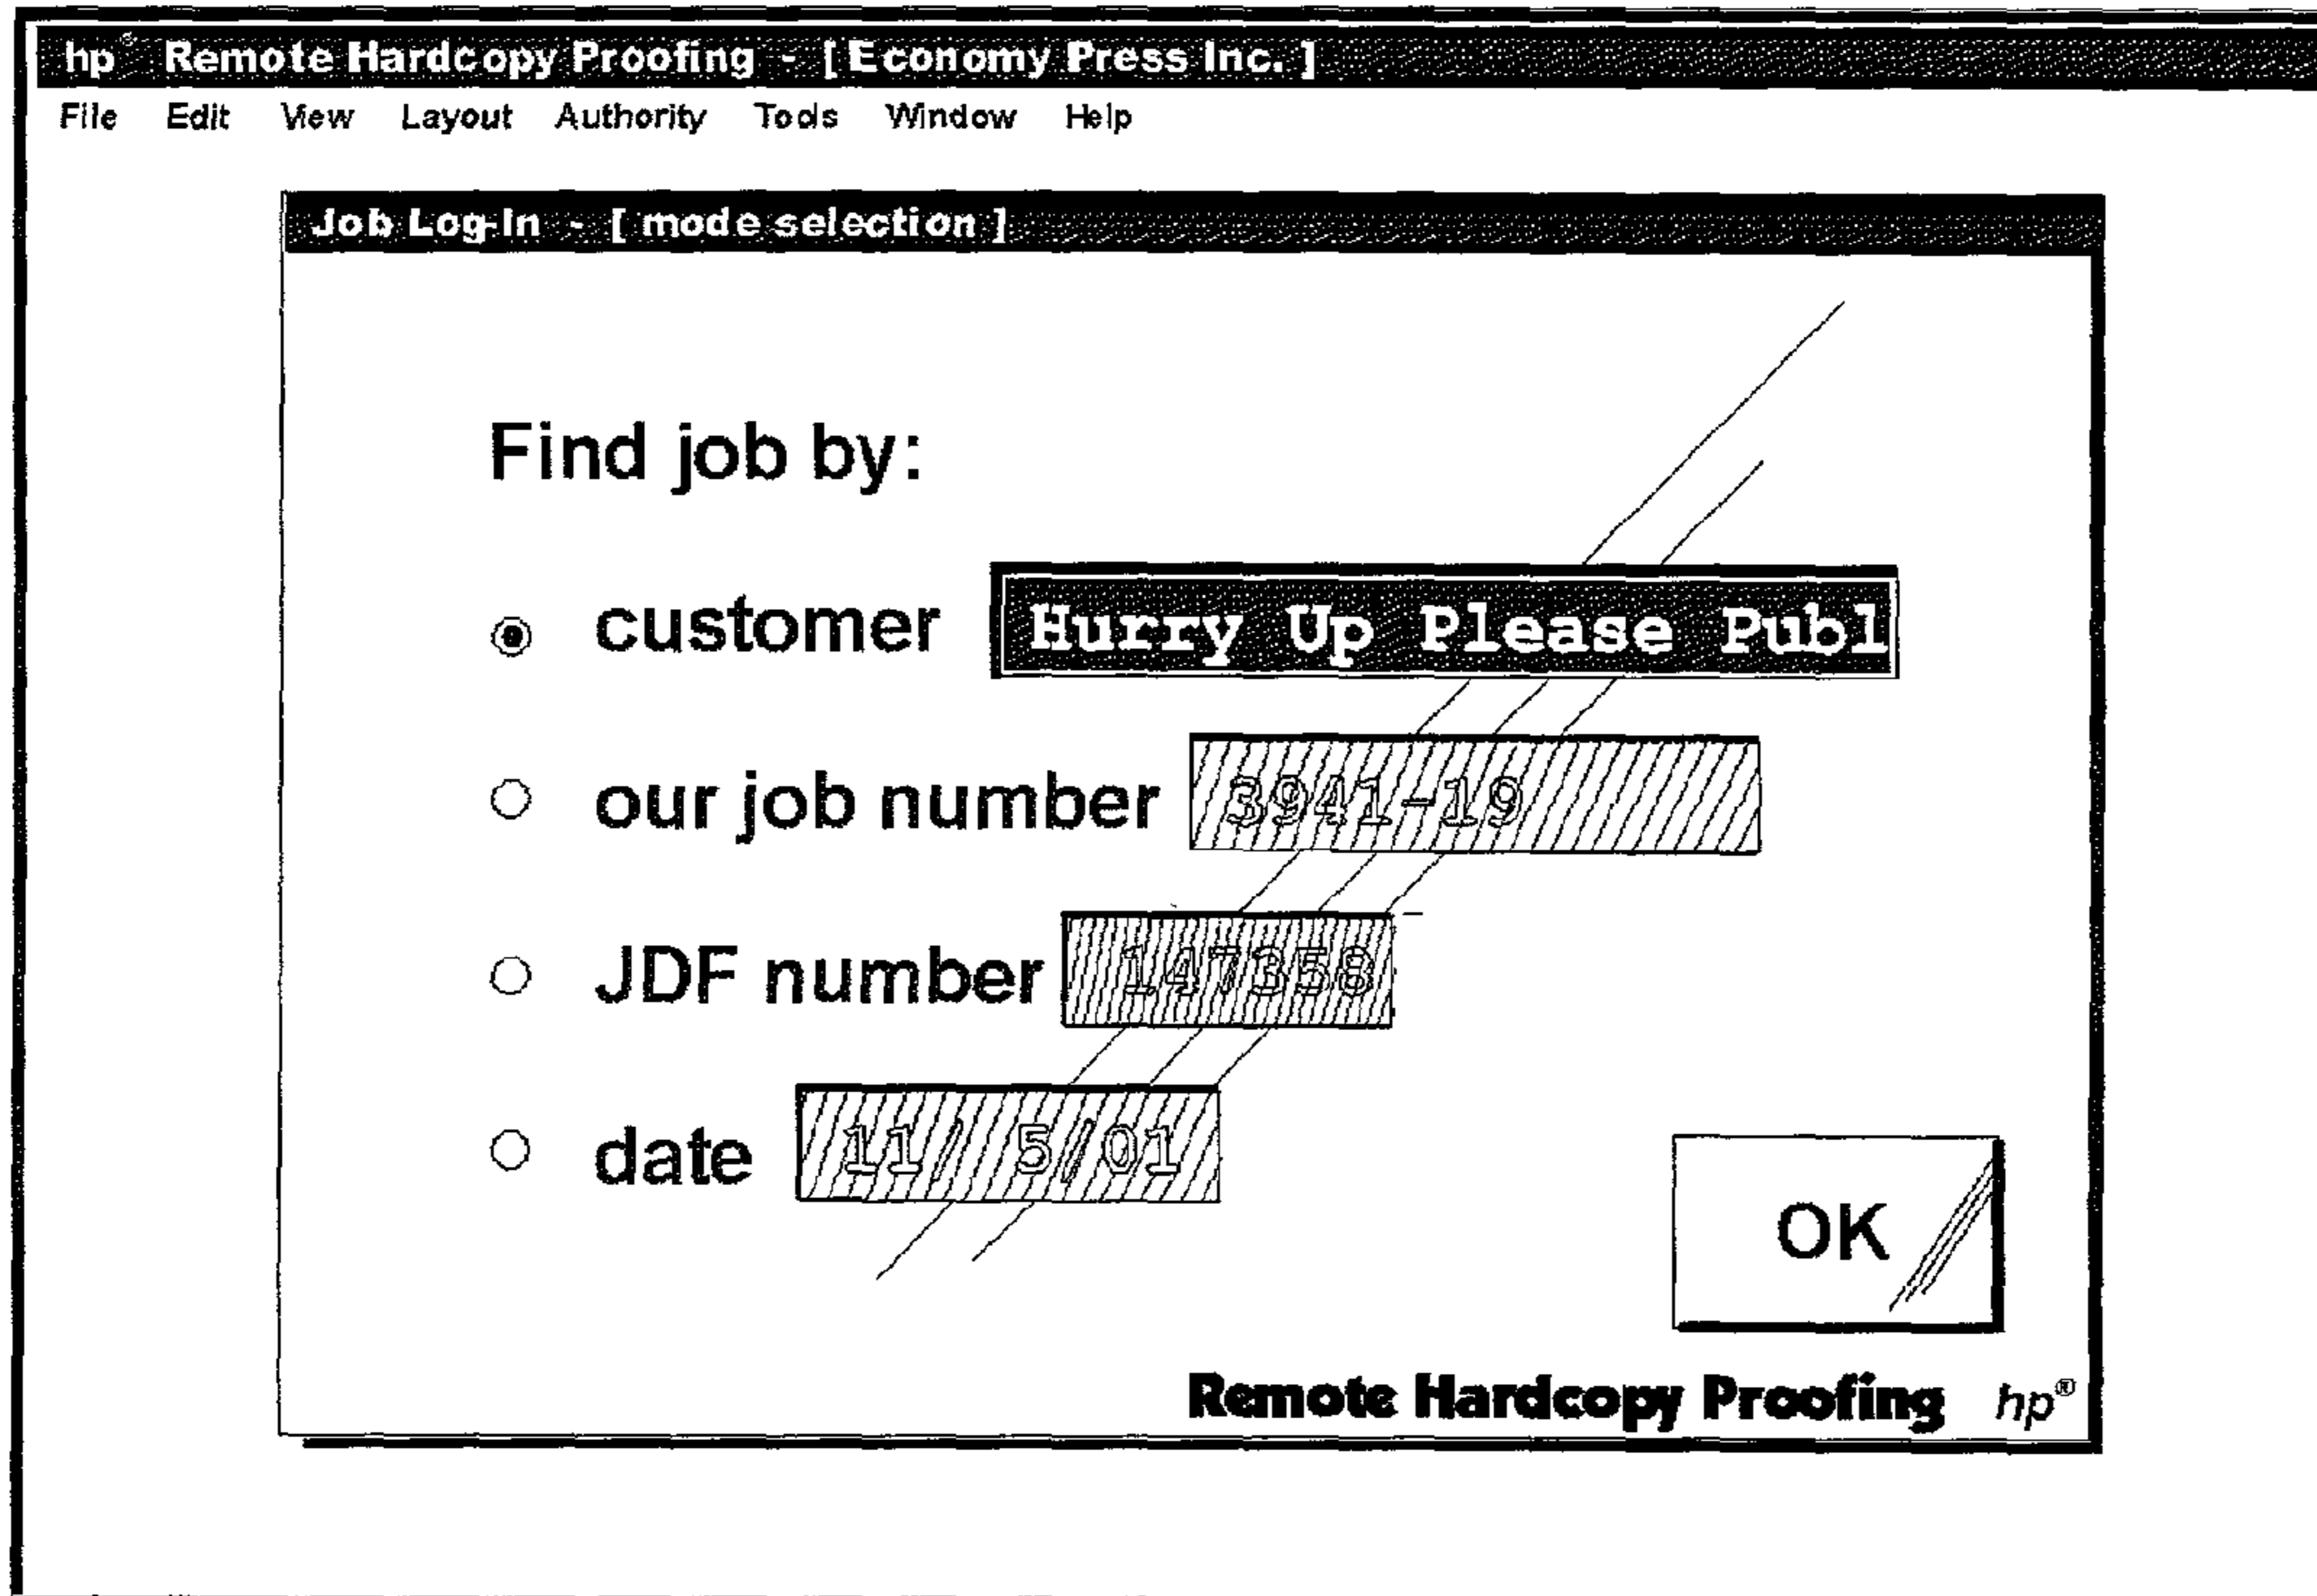 hp® Remote Hardcopy Proofing - [ Economy Press Inc. ]
File Edit View Layout Authority Tools Window Help
Job Log-In - [ mode selection ]
Find job by:
customer Hurry Up Please Publ
our job number 3941-19
JDF number 147358
date 11/ 5/01
OK
Remote Hardcopy Proofing hp®